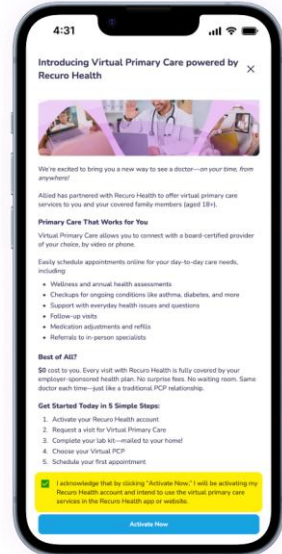 4:31
Introducing Virtual Primary Care powered by
Recuro Health
We're excited to bring you a new way to see a doctor—on your time, from
anywhere!
Allied has partnered with Recuro Health to offer virtual primary care
services to you and your covered family members (aged 18+).
Primary Care That Works for You
Virtual Primary Care allows you to connect with a board-certified provider
of your choice, by video or phone.
Easily schedule appointments online for your day-to-day care needs,
including:
• Wellness and annual health assessments
• Checkups for ongoing conditions like asthma, diabetes, and more
• Support with everyday health issues and questions
• Follow-up visits
• Medication adjustments and refills
• Referrals to in-person specialists
Best of All?
$0 cost to you. Every visit with Recuro Health is fully covered by your
employer-sponsored health plan. No surprise fees. No waiting room. Same
doctor each time—just like a traditional PCP relationship.
Get Started Today in 5 Simple Steps:
1. Activate your Recuro Health account
2. Request a visit for Virtual Primary Care
3. Complete your lab kit—mailed to your home!
4. Choose your Virtual PCP
5. Schedule your first appointment
I acknowledge that by clicking "Activate Now," I will be activating my
Recuro Health account and intend to use the virtual primary care
services in the Recuro Health app or website.
Activate Now